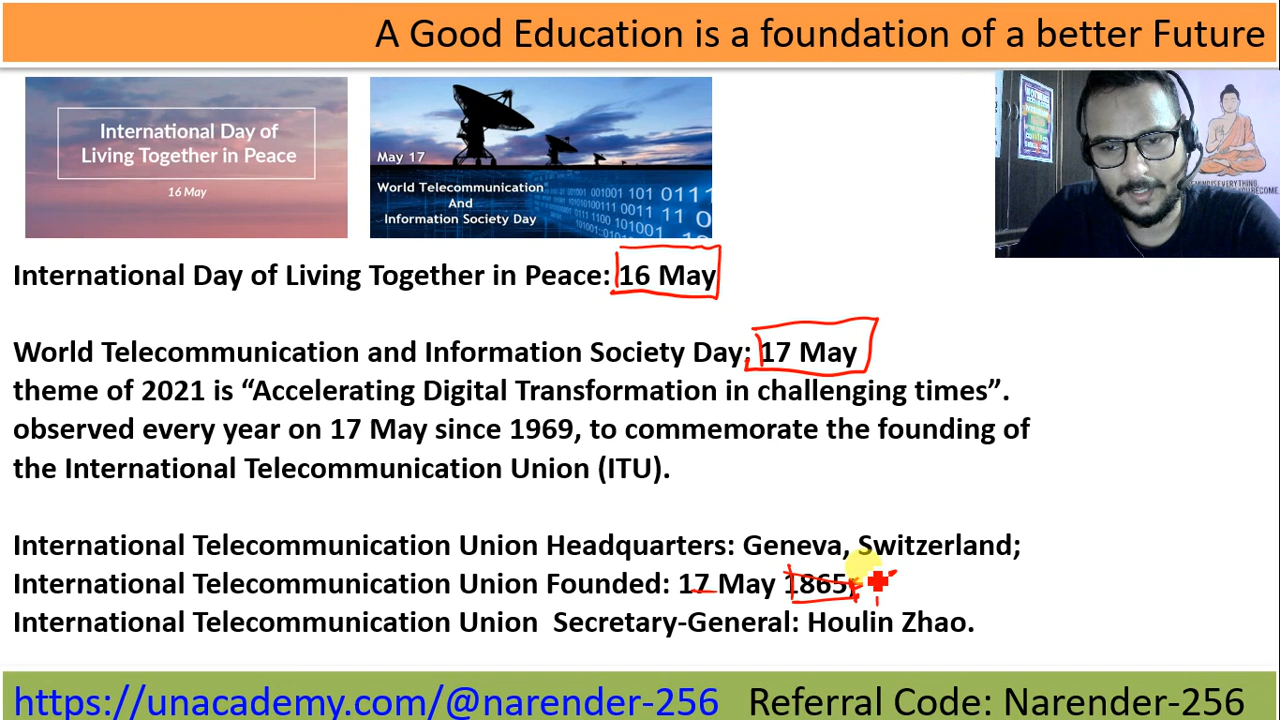 A Good Education is a foundation of a better Future
International Day of
Living Together in Peace
16 May
May 17
World Telecommunication
And
Information Society Day
International Day of Living Together in Peace: 16 May
World Telecommunication and Information Society Day: 17 May
theme of 2021 is “Accelerating Digital Transformation in challenging times”.
observed every year on 17 May since 1969, to commemorate the founding of
the International Telecommunication Union (ITU).
International Telecommunication Union Headquarters: Geneva, Switzerland;
International Telecommunication Union Founded: 17 May 1865;
International Telecommunication Union Secretary-General: Houlin Zhao.
https://unacademy.com/@narender-256 Referral Code: Narender-256